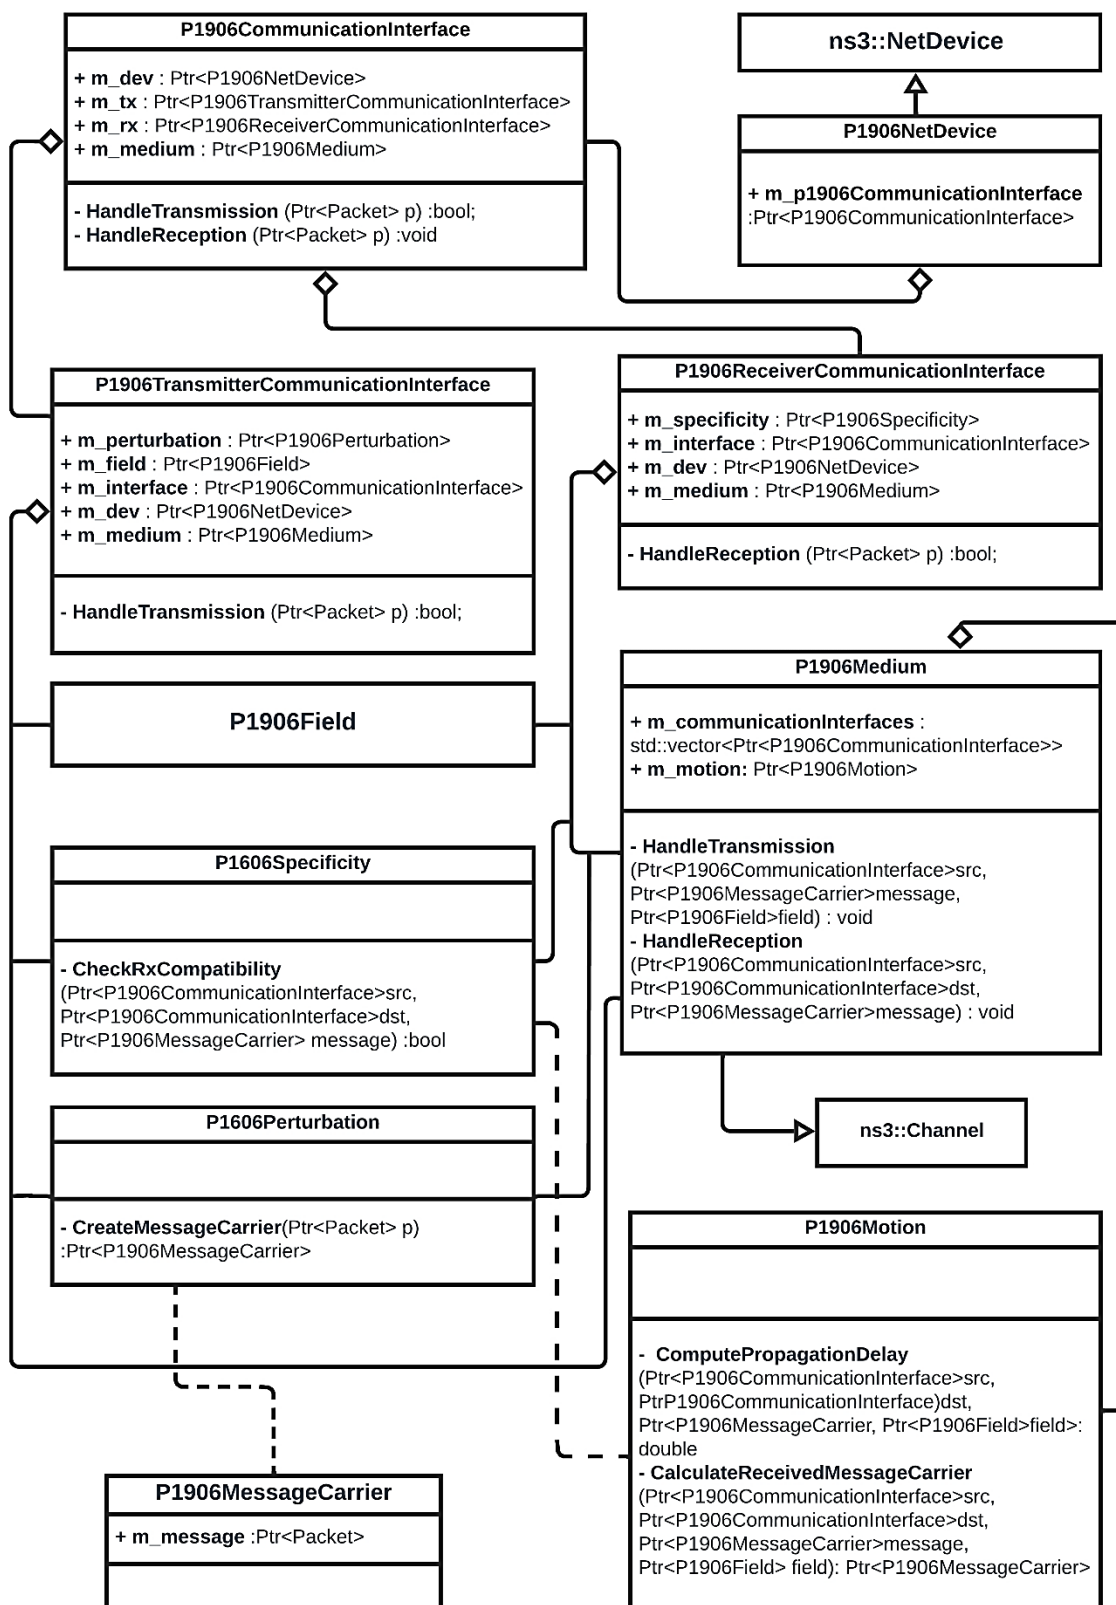 P1906CommunicationInterface
+ m_dev : Ptr<P1906NetDevice>
+ m_tx : Ptr<P1906TransmitterCommunicationInterface>
+ m_rx : Ptr<P1906ReceiverCommunicationInterface>
+ m_medium : Ptr<P1906Medium>
- HandleTransmission (Ptr<Packet> p) :bool;
- HandleReception (Ptr<Packet> p) :void
ns3::NetDevice
P1906NetDevice
+ m_p1906CommunicationInterface
:Ptr<P1906CommunicationInterface>
P1906TransmitterCommunicationInterface
+ m_perturbation : Ptr<P1906Perturbation>
+ m_field : Ptr<P1906Field>
+ m_interface : Ptr<P1906CommunicationInterface>
+ m_dev : Ptr<P1906NetDevice>
+ m_medium : Ptr<P1906Medium>
- HandleTransmission (Ptr<Packet> p) :bool;
P1906ReceiverCommunicationInterface
+ m_specificity : Ptr<P1906Specificity>
+ m_interface : Ptr<P1906CommunicationInterface>
+ m_dev : Ptr<P1906NetDevice>
+ m_medium : Ptr<P1906Medium>
- HandleReception (Ptr<Packet> p) :bool;
P1906Field
P1906Medium
+ m_communicationInterfaces :
std::vector<Ptr<P1906CommunicationInterface>>
+ m_motion: Ptr<P1906Motion>
- HandleTransmission
(Ptr<P1906CommunicationInterface>src,
Ptr<P1906MessageCarrier>message,
Ptr<P1906Field>field) : void
- HandleReception
(Ptr<P1906CommunicationInterface>src,
Ptr<P1906CommunicationInterface>dst,
Ptr<P1906MessageCarrier>message) : void
P1606Specificity
- CheckRxCompatibility
(Ptr<P1906CommunicationInterface>src,
Ptr<P1906CommunicationInterface>dst,
Ptr<P1906MessageCarrier> message) :bool
ns3::Channel
P1606Perturbation
- CreateMessageCarrier(Ptr<Packet> p)
:Ptr<P1906MessageCarrier>
P1906Motion
- ComputePropagationDelay
(Ptr<P1906CommunicationInterface>src,
PtrP1906CommunicationInterface)dst,
Ptr<P1906MessageCarrier, Ptr<P1906Field>field>:
double
- CalculateReceivedMessageCarrier
(Ptr<P1906CommunicationInterface>src,
Ptr<P1906CommunicationInterface>dst,
Ptr<P1906MessageCarrier>message,
Ptr<P1906Field> field): Ptr<P1906MessageCarrier>
P1906MessageCarrier
+ m_message :Ptr<Packet>